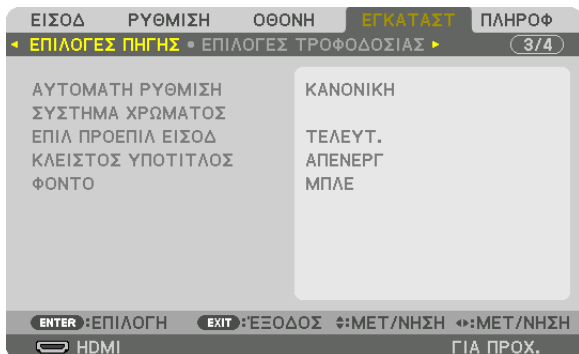 ΕΙΣΟΔ ΡΥΘΜΙΣΗ ΟΘΟΝΗ ΕΓΚΑΤΑΣΤ ΠΛΗΡΟΦ
◂ ΕΠΙΛΟΓΕΣ ΠΗΓΗΣ • ΕΠΙΛΟΓΕΣ ΤΡΟΦΟΔΟΣΙΑΣ ▸ 3/4
ΑΥΤΟΜΑΤΗ ΡΥΘΜΙΣΗ ΚΑΝΟΝΙΚΗ
ΣΥΣΤΗΜΑ ΧΡΩΜΑΤΟΣ
ΕΠΙΛ ΠΡΟΕΠΙΛ ΕΙΣΟΔ ΤΕΛΕΥΤ.
ΚΛΕΙΣΤΟΣ ΥΠΟΤΙΤΛΟΣ ΑΠΕΝΕΡΓ
ΦΟΝΤΟ ΜΠΛΕ
ENTER :ΕΠΙΛΟΓΗ EXIT :ΈΞΟΔΟΣ ♦:ΜΕΤ/ΝΗΣΗ ◂▸:ΜΕΤ/ΝΗΣΗ
HDMI ΓΙΑ ΠΡΟΧ.